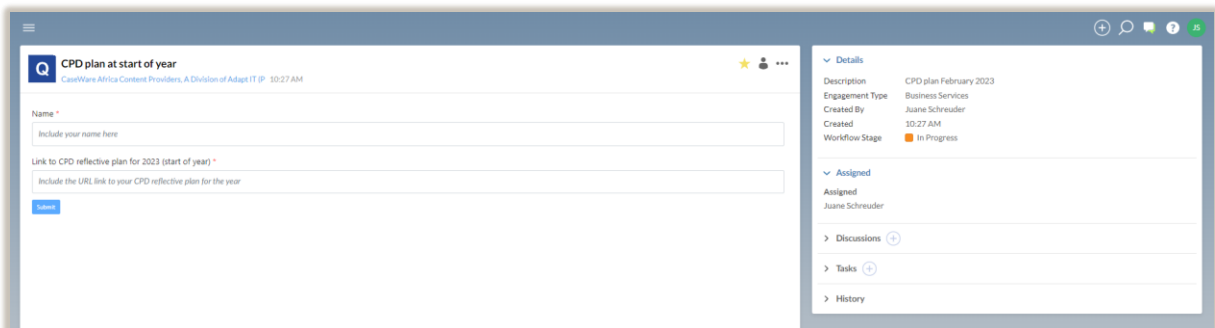 JS
Q
CPD plan at start of year
CaseWare Africa Content Providers, A Division of Adapt IT (P 10:27 AM
Name *
Include your name here
Link to CPD reflective plan for 2023 (start of year) *
Include the URL link to your CPD reflective plan for the year
Submit
Details
Description CPD plan February 2023
Engagement Type Business Services
Created By Juane Schreuder
Created 10:27 AM
Workflow Stage In Progress
Assigned
Assigned
Juane Schreuder
Discussions
Tasks
History